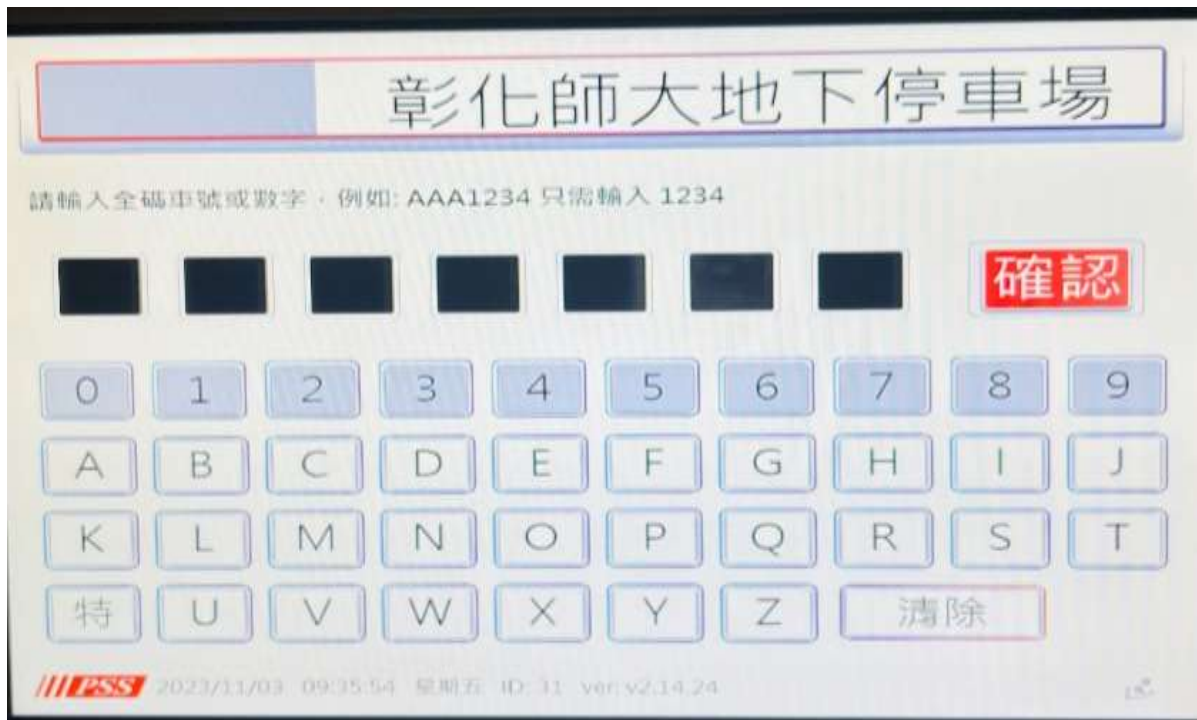 彰化師大地下停車場
請輸入全碼車號或數字，例如: AAA1234 只需輸入 1234
確認
0 1 2 3 4 5 6 7 8 9
A B C D E F G H I J
K L M N O P Q R S T
特 U V W X Y Z 清除
PSS 2023/11/03 09:35:54 星期五 ID: 31 ver: v2.14.24